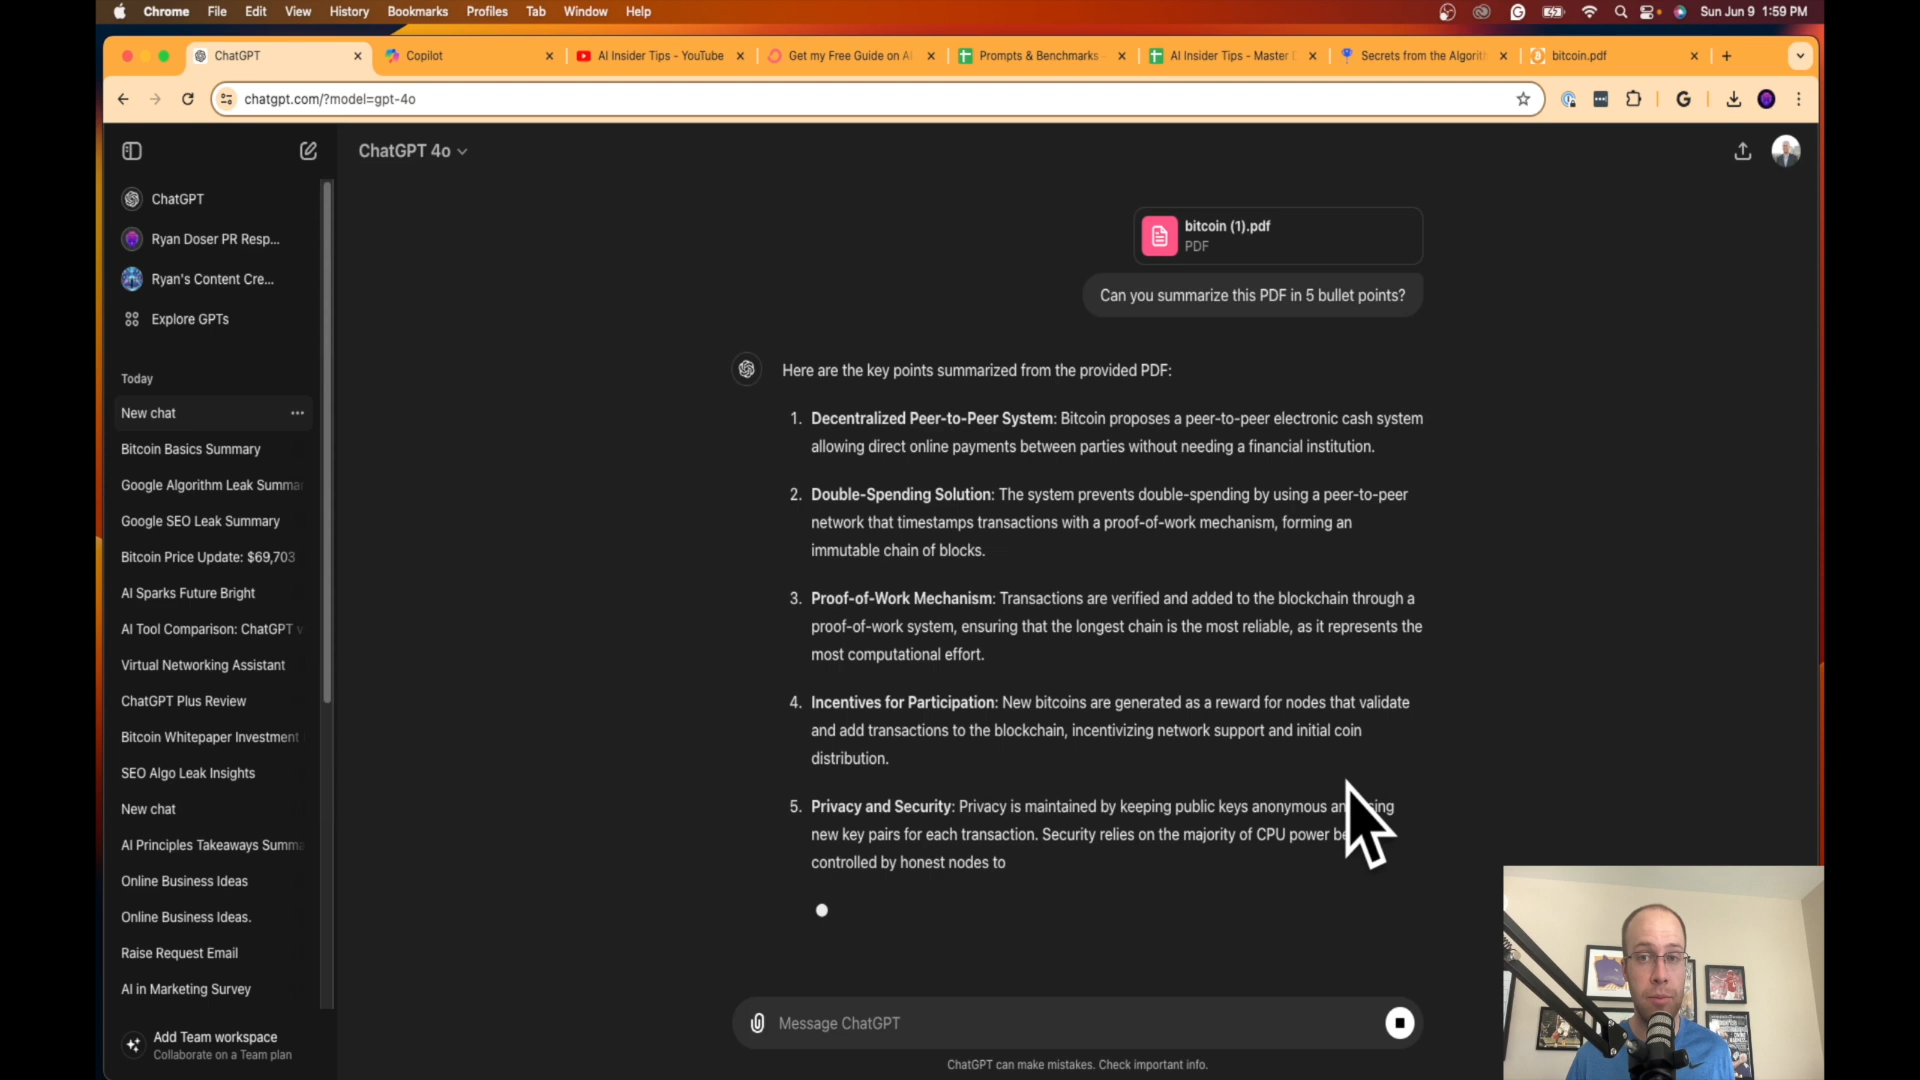 Chrome File Edit View History Bookmarks Profiles Tab Window Help
Sun Jun 9 1:59 PM
ChatGPT
Copilot
AI Insider Tips - YouTube
Get my Free Guide on AI
Prompts & Benchmarks
AI Insider Tips - Master
Secrets from the Algorit
bitcoin.pdf
chatgpt.com/?model=gpt-4o
ChatGPT 4o
ChatGPT
Ryan Doser PR Resp...
Ryan's Content Cre...
Explore GPTs
Today
New chat
Bitcoin Basics Summary
Google Algorithm Leak Summa
Google SEO Leak Summary
Bitcoin Price Update: $69,703
AI Sparks Future Bright
AI Tool Comparison: ChatGPT v
Virtual Networking Assistant
ChatGPT Plus Review
Bitcoin Whitepaper Investment
SEO Algo Leak Insights
New chat
AI Principles Takeaways Summa
Online Business Ideas
Online Business Ideas.
Raise Request Email
AI in Marketing Survey
Add Team workspace
Collaborate on a Team plan
bitcoin (1).pdf
PDF
Can you summarize this PDF in 5 bullet points?
Here are the key points summarized from the provided PDF:
1. Decentralized Peer-to-Peer System: Bitcoin proposes a peer-to-peer electronic cash system
allowing direct online payments between parties without needing a financial institution.
2. Double-Spending Solution: The system prevents double-spending by using a peer-to-peer
network that timestamps transactions with a proof-of-work mechanism, forming an
immutable chain of blocks.
3. Proof-of-Work Mechanism: Transactions are verified and added to the blockchain through a
proof-of-work system, ensuring that the longest chain is the most reliable, as it represents the
most computational effort.
4. Incentives for Participation: New bitcoins are generated as a reward for nodes that validate
and add transactions to the blockchain, incentivizing network support and initial coin
distribution.
5. Privacy and Security: Privacy is maintained by keeping public keys anonymous
new key pairs for each transaction. Security relies on the majority of CPU power
controlled by honest nodes to
Message ChatGPT
ChatGPT can make mistakes. Check important info.